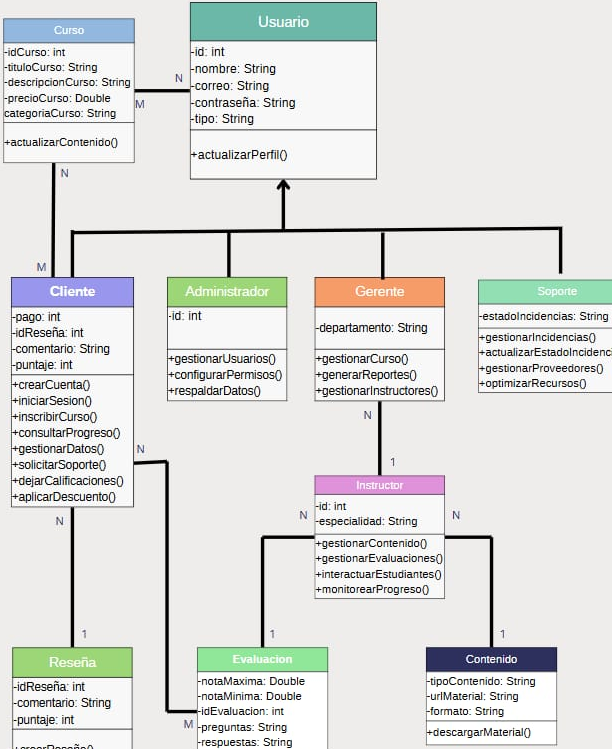 Curso
-idCurso: int
-tituloCurso: String
-descripcionCurso: String
-precioCurso: Double
categoriaCurso: String
+actualizarContenido()
Usuario
-id: int
-nombre: String
-correo: String
-contraseña: String
-tipo: String
+actualizarPerfil()
N
M
N
M
Cliente
-pago: int
-idReseña: int
-comentario: String
-puntaje: int
+crearCuenta()
+iniciarSesion()
+inscribirCurso()
+consultarProgreso()
+gestionarDatos()
+solicitarSoporte()
+dejarCalificaciones()
+aplicarDescuento()
Administrador
-id: int
+gestionarUsuarios()
+configurarPermisos()
+respaldarDatos()
Gerente
-departamento: String
+gestionarCurso()
+generarReportes()
+gestionarInstructores()
Soporte
-estadoIncidencias: String
+gestionarIncidencias()
+actualizarEstadoIncidenci
+gestionarProveedores()
+optimizarRecursos()
N
1
N
Instructor
-id: int
-especialidad: String
+gestionarContenido()
+gestionarEvaluaciones()
+interactuarEstudiantes()
+monitorearProgreso()
N
N
N
1
1
1
M
Reseña
-idReseña: int
-comentario: String
-puntaje: int
+crearReseña()
Evaluacion
-notaMaxima: Double
-notaMinima: Double
-idEvaluacion: int
-preguntas: String
-respuestas: String
Contenido
-tipoContenido: String
-urlMaterial: String
-formato: String
+descargarMaterial()